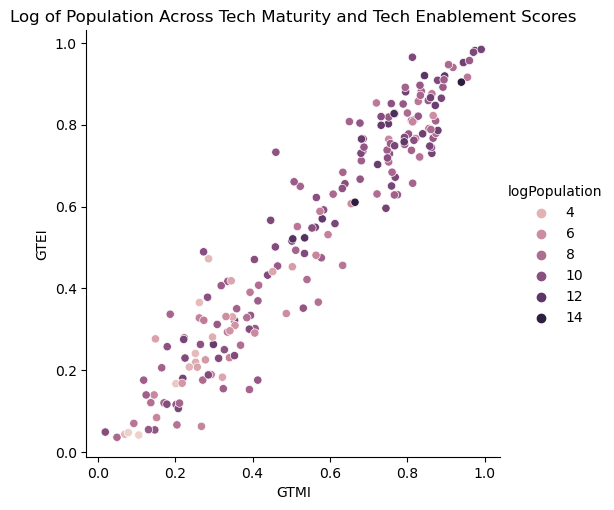 Log of Population Across Tech Maturity and Tech Enablement Scores
1.0
0.8
0.6
0.4
0.2
0.0
GTEI
0.0 0.2 0.4 0.6 0.8 1.0
GTMI
logPopulation
4
6
8
10
12
14